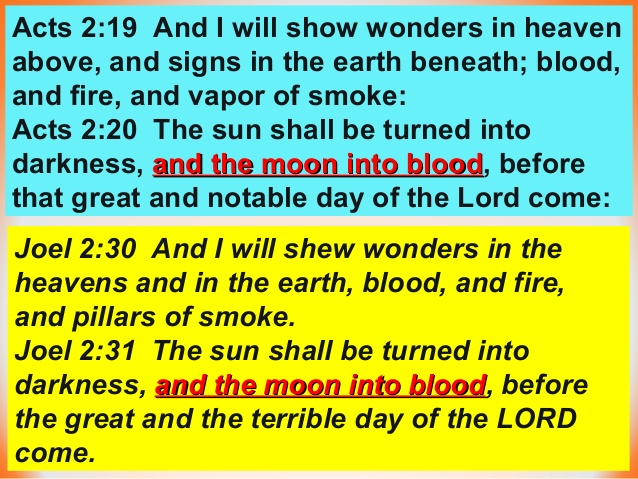 Acts 2:19  And I will show wonders in heaven
above, and signs in the earth beneath; blood,
and fire, and vapor of smoke:
Acts 2:20  The sun shall be turned into
darkness, and the moon into blood, before
that great and notable day of the Lord come:
Joel 2:30  And I will shew wonders in the
heavens and in the earth, blood, and fire,
and pillars of smoke.
Joel 2:31  The sun shall be turned into
darkness, and the moon into blood, before
the great and the terrible day of the LORD
come.